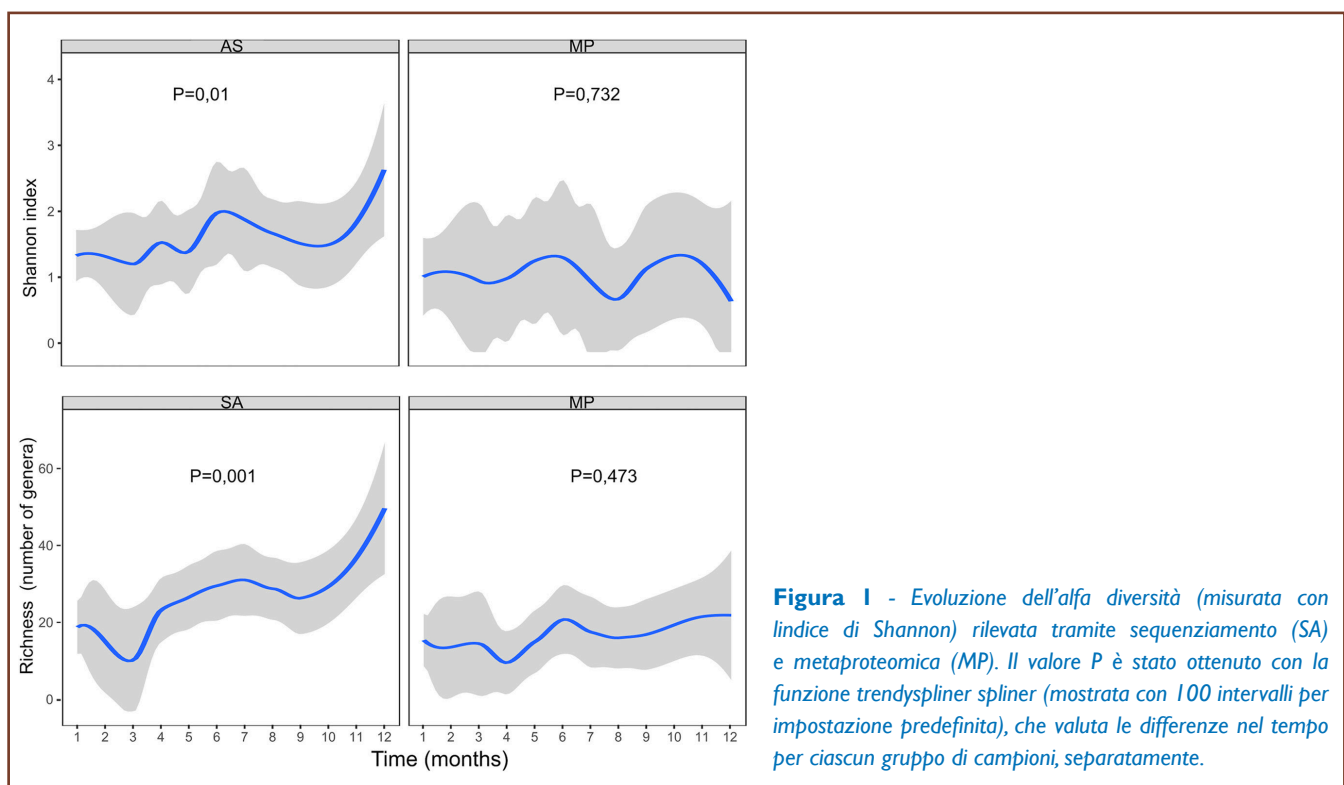 AS
MP
P=0,01
P=0,732
Shannon index
4
3
2
1
0
SA
MP
P=0,001
P=0,473
Richness (number of genera)
60
40
20
0
1 2 3 4 5 6 7 8 9 10 11 12
1 2 3 4 5 6 7 8 9 10 11 12
Time (months)
Figura 1 - Evoluzione dell'alfa diversità (misurata con
lindice di Shannon) rilevata tramite sequenziamento (SA)
e metaproteomica (MP). Il valore P è stato ottenuto con la
funzione trendyspliner spliner (mostrata con 100 intervalli per
impostazione predefinita), che valuta le differenze nel tempo
per ciascun gruppo di campioni, separatamente.